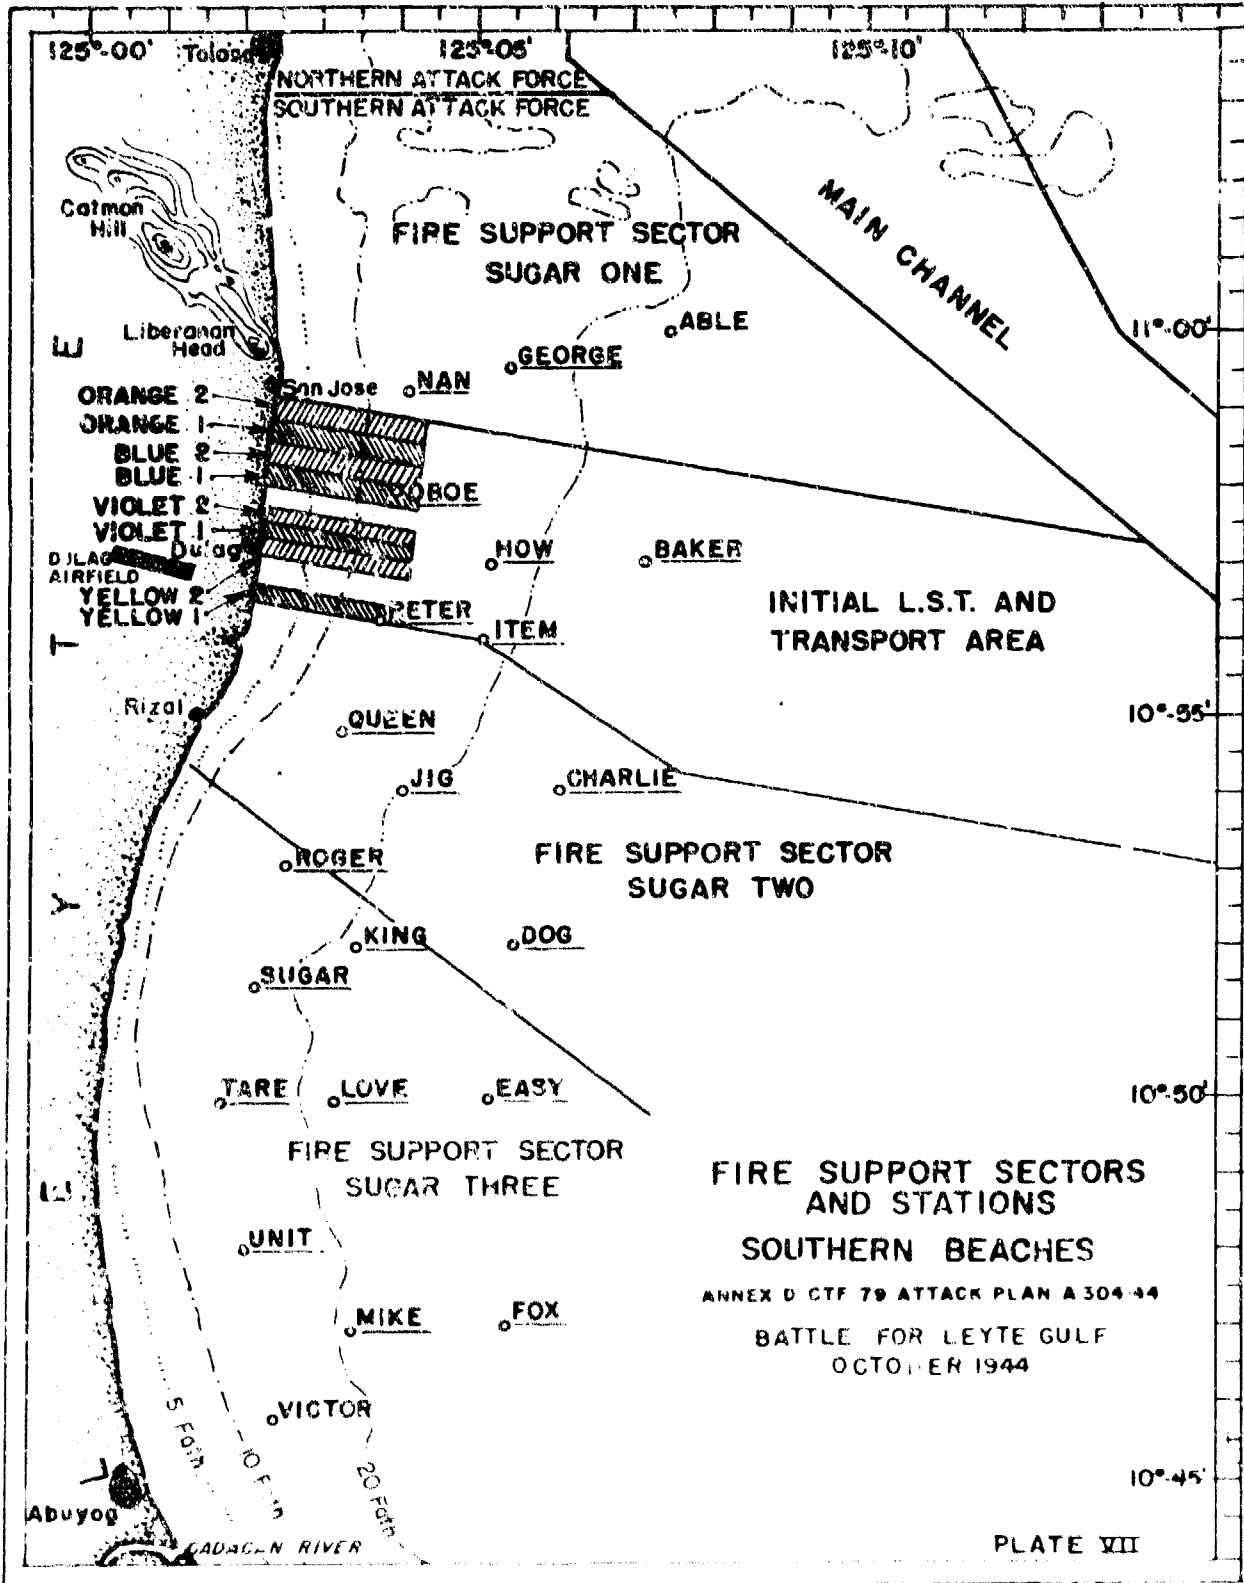 125°-00'
Tolosa
125°-05'
125°-10'
NORTHERN ATTACK FORCE
SOUTHERN ATTACK FORCE
MAIN CHANNEL
Catmon
Hill
FIRE SUPPORT SECTOR
SUGAR ONE
ABLE
11°-00'
Liberanan
Head
GEORGE
NAN
San Jose
ORANGE 2
ORANGE 1
BLUE 2
BLUE 1
OBOE
VIOLET 2
VIOLET 1
Dulag
DULAG
AIRFIELD
YELLOW 2
YELLOW 1
HOW
BAKER
PETER
ITEM
INITIAL L.S.T. AND
TRANSPORT AREA
Rizal
QUEEN
10°-55'
JIG
CHARLIE
ROGER
FIRE SUPPORT SECTOR
SUGAR TWO
KING
DOG
SUGAR
TARE
LOVE
EASY
10°-50'
FIRE SUPPORT SECTOR
SUGAR THREE
UNIT
MIKE
FOX
VICTOR
LEYTE
5 Fath.
10 Fath
20 Fath
10°-45'
Abuyog
RIVER
FIRE SUPPORT SECTORS
AND STATIONS
SOUTHERN BEACHES
ANNEX D CTF 79 ATTACK PLAN A 304-44
BATTLE FOR LEYTE GULF
OCTOBER 1944
PLATE VII